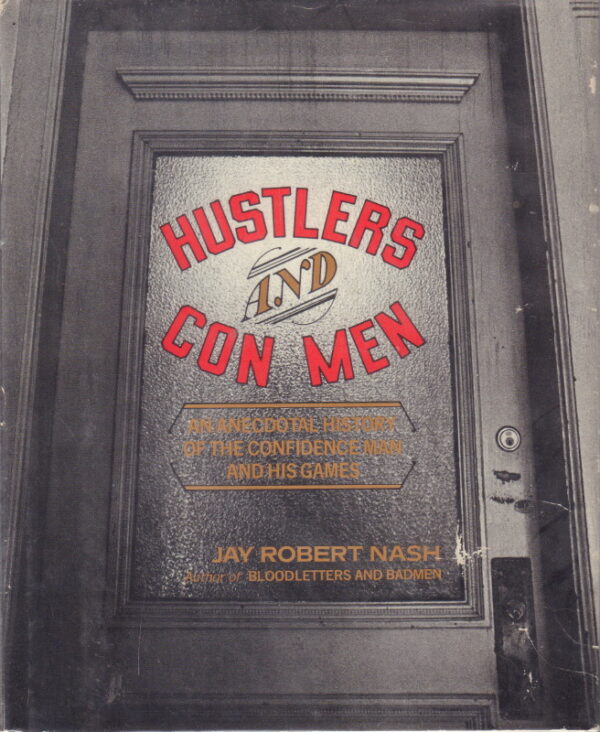 HUSTLERS
AND
CON MEN
AN ANECDOTAL HISTORY
OF THE CONFIDENCE MAN
AND HIS GAMES
JAY ROBERT NASH
Author of BLOODLETTERS AND BADMEN